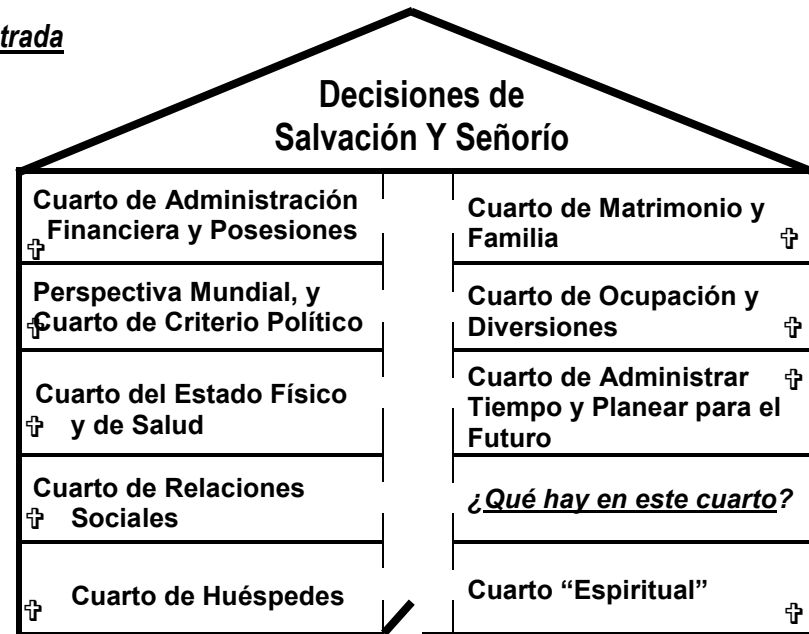 trada
Decisiones de
Salvación Y Señorío
Cuarto de Administración
Financiera y Posesiones
Perspectiva Mundial, y
Cuarto de Criterio Político
Cuarto del Estado Físico
y de Salud
Cuarto de Relaciones
Sociales
Cuarto de Huéspedes
Cuarto de Matrimonio y
Familia
Cuarto de Ocupación y
Diversiones
Cuarto de Administrar
Tiempo y Planear para el
Futuro
¿Qué hay en este cuarto?
Cuarto “Espiritual”